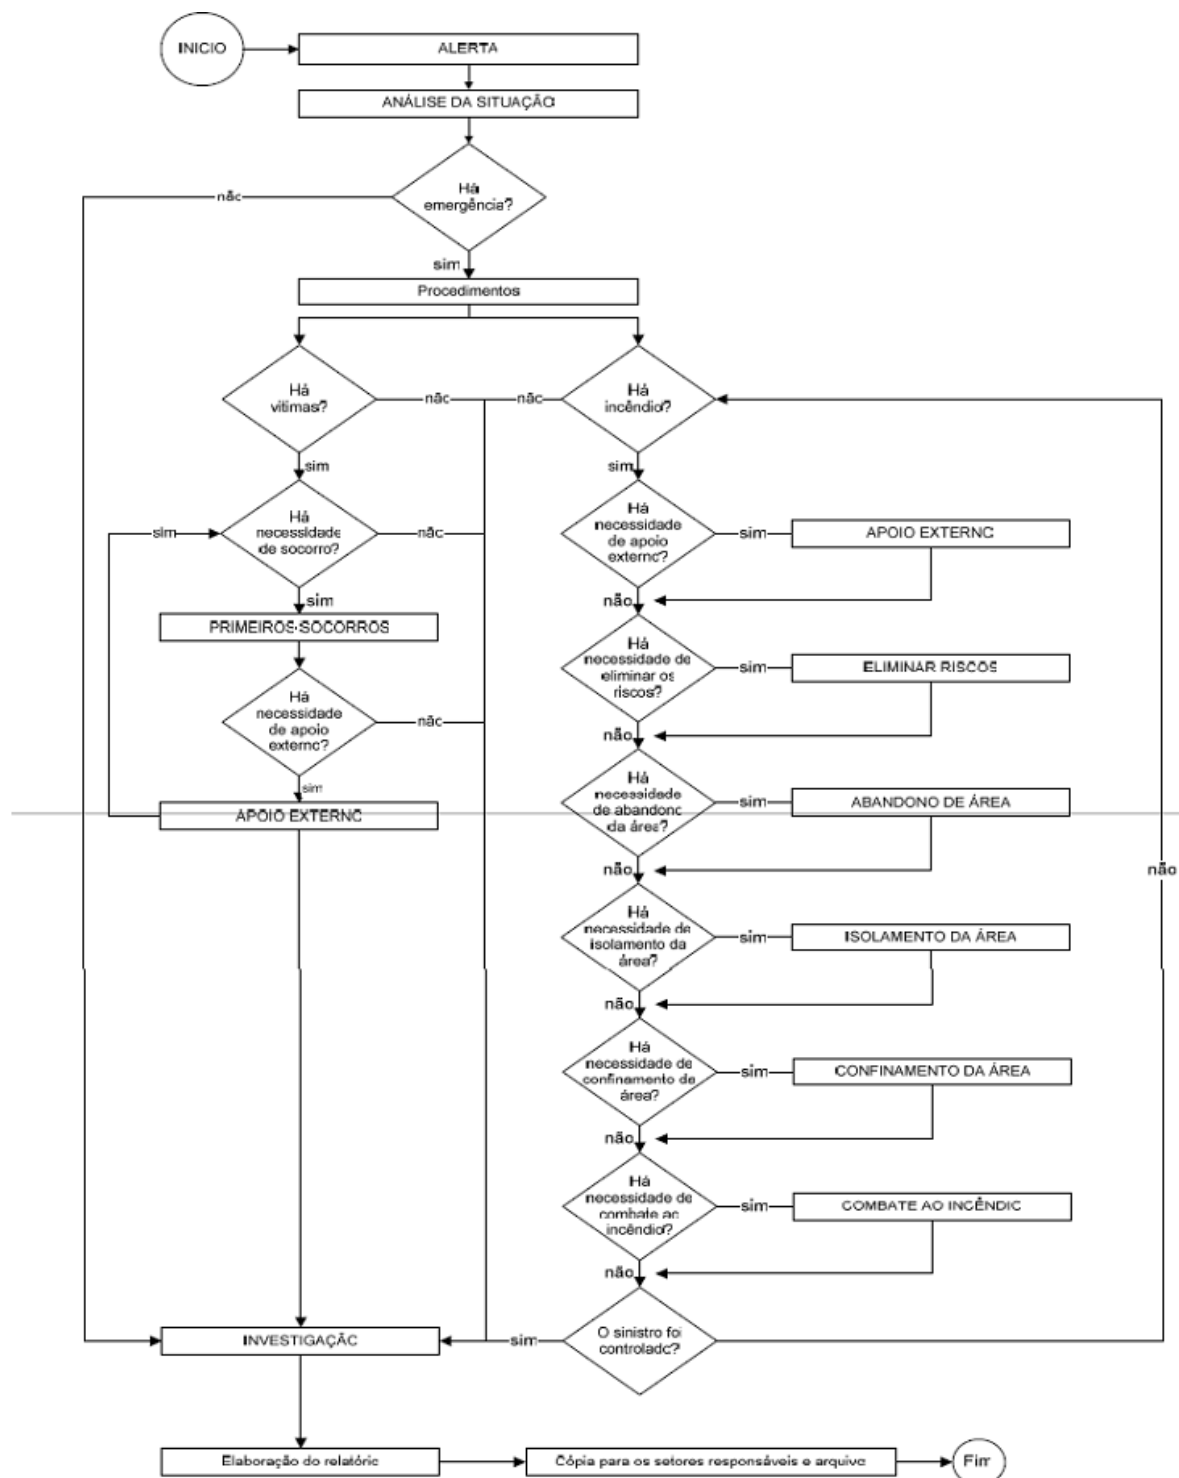 INICIO
ALERTA
ANÁLISE DA SITUAÇÃO
Há
emergência?
não
sim
Procedimentos
Há
vítimas?
não
não
Há
incêndio?
sim
sim
Há
necessidade
de socorro?
sim
não
Há
necessidade
de apoio
externo?
sim
APOIO EXTERNO
sim
não
PRIMEIROS-SOCORROS
Há
necessidade de
eliminar os
riscos?
sim
ELIMINAR RISCOS
Há
necessidade
de apoio
externo?
não
não
sim
APOIO EXTERNO
Há
necessidade
de abandono
da área?
sim
ABANDONO DE ÁREA
não
não
Há
necessidade de
isolamento da
área?
sim
ISOLAMENTO DA ÁREA
não
Há
necessidade de
confinamento de
área?
sim
CONFINAMENTO DA ÁREA
não
Há
necessidade de
combate ao
incêndio?
sim
COMBATE AO INCÊNDIO
não
O sinistro foi
controlado?
sim
INVESTIGAÇÃO
Elaboração do relatório
Cópia para os setores responsáveis e arquivo
Fim